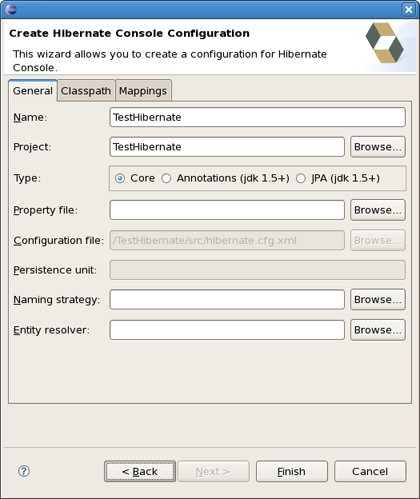 Create Hibernate Console Configuration
This wizard allows you to create a configuration for Hibernate
Console.
General Classpath Mappings
Name: TestHibernate
Project: TestHibernate Browse...
Type: Core Annotations (jdk 1.5+) JPA (jdk 1.5+)
Property file: Browse...
Configuration file: /TestHibernate/src/hibernate.cfg.xml Browse...
Persistence unit:
Naming strategy: Browse...
Entity resolver: Browse...
? < Back Next > Finish Cancel